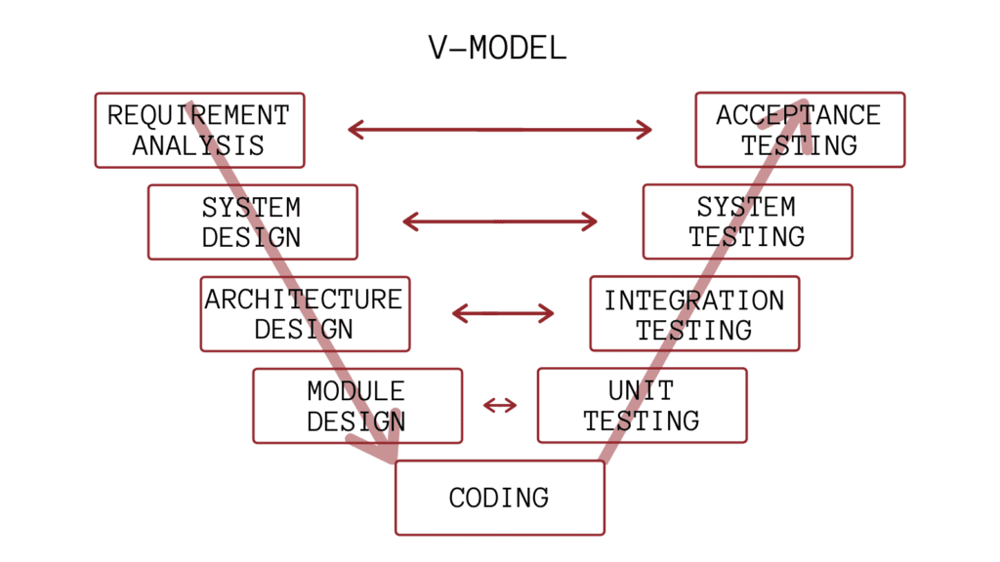 V-MODEL
REQUIREMENT
ANALYSIS
ACCEPTANCE
TESTING
SYSTEM
DESIGN
SYSTEM
TESTING
ARCHITECTURE
DESIGN
INTEGRATION
TESTING
MODULE
DESIGN
UNIT
TESTING
CODING